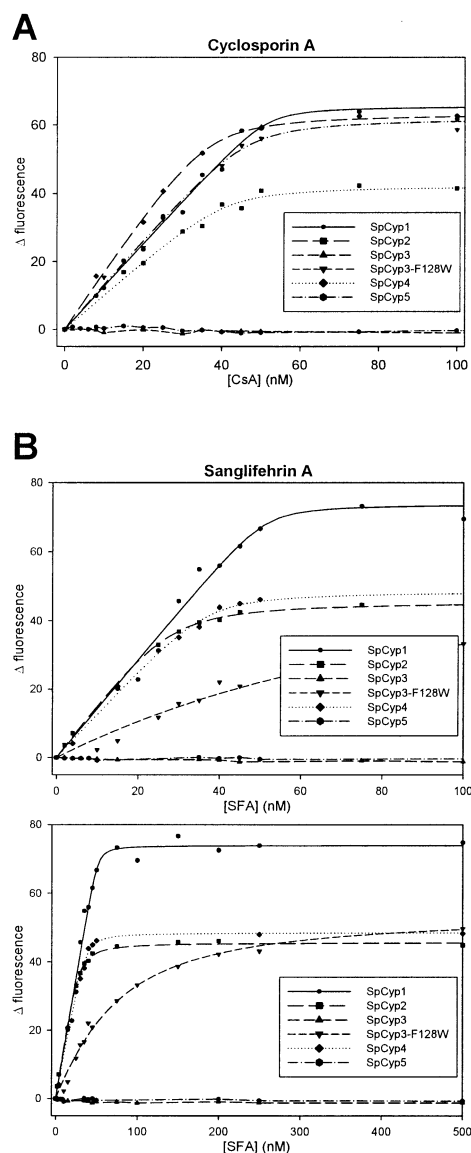 A
Cyclosporin A
80
60
40
20
0
Δ fluorescence
SpCyp1
SpCyp2
SpCyp3
SpCyp3-F128W
SpCyp4
SpCyp5
0 20 40 60 80 100
[CsA] (nM)
B
Sanglifehrin A
80
60
40
20
0
Δ fluorescence
SpCyp1
SpCyp2
SpCyp3
SpCyp3-F128W
SpCyp4
SpCyp5
0 20 40 60 80 100
[SFA] (nM)
80
60
40
20
0
Δ fluorescence
SpCyp1
SpCyp2
SpCyp3
SpCyp3-F128W
SpCyp4
SpCyp5
0 100 200 300 400 500
[SFA] (nM)